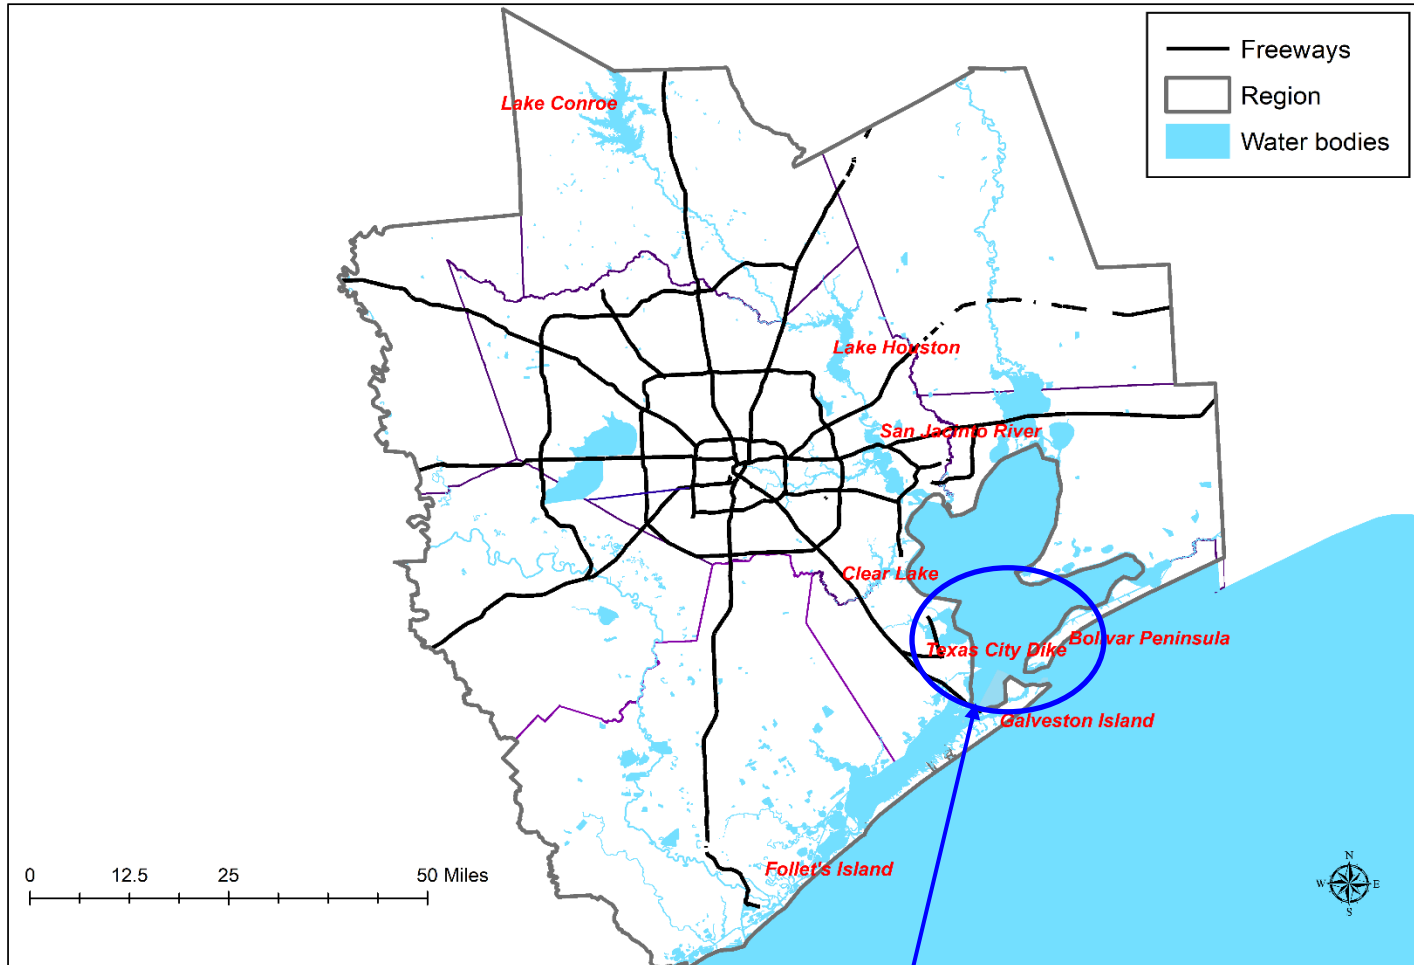 Freeways
Region
Water bodies
Lake Conroe
Lake Houston
San Jacinto River
Clear Lake
Bolivar Peninsula
Texas City Dike
Galveston Island
Follet's Island
0 12.5 25 50 Miles
N
W E
S